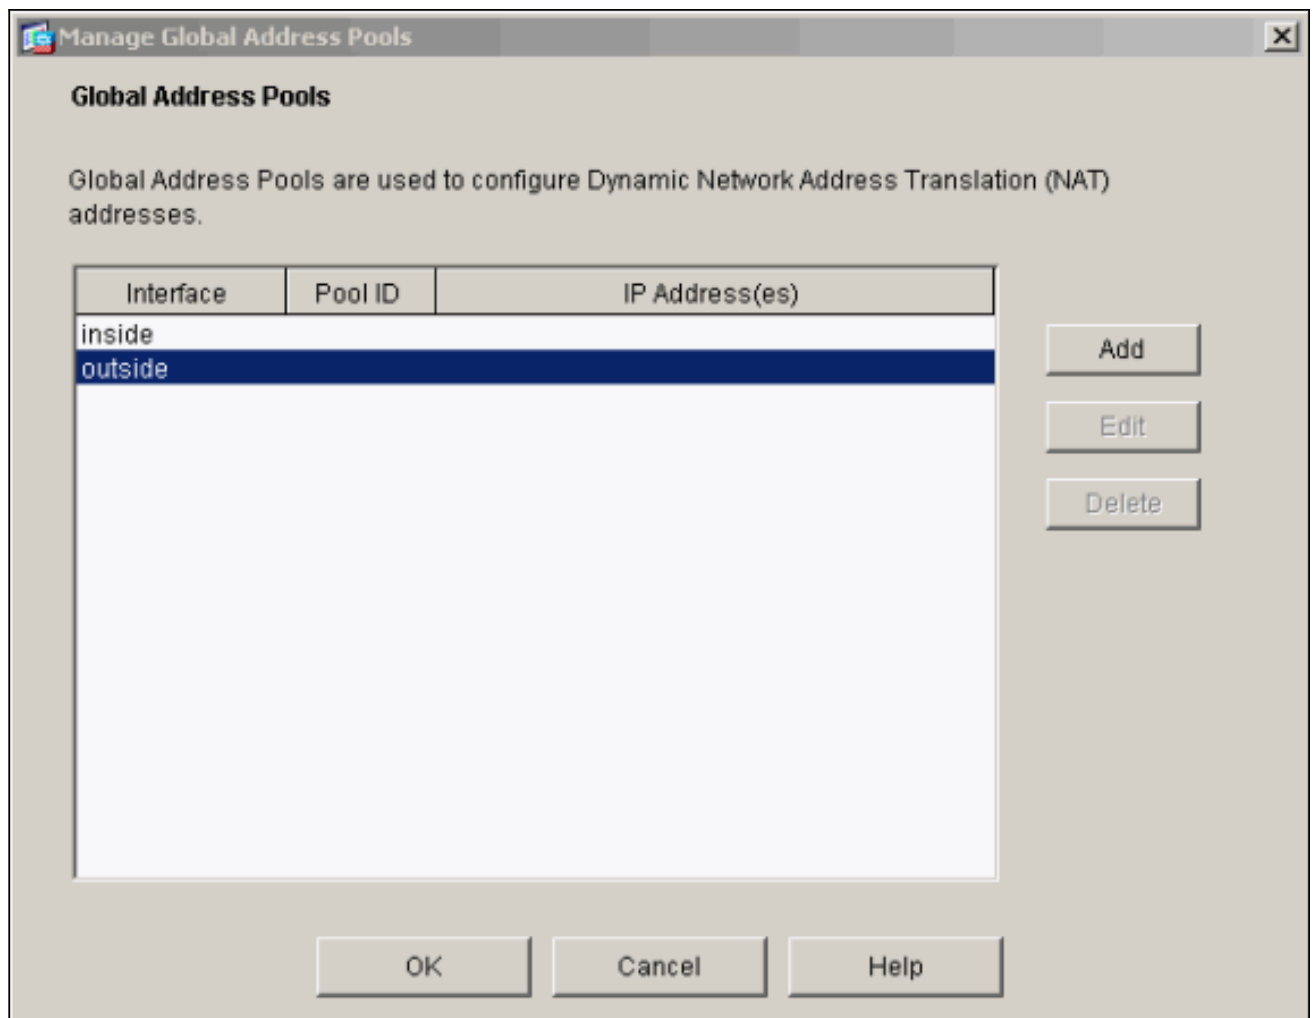 Manage Global Address Pools
Global Address Pools
Global Address Pools are used to configure Dynamic Network Address Translation (NAT)
addresses.
Interface Pool ID IP Address(es)
inside
outside
Add
Edit
Delete
OK Cancel Help